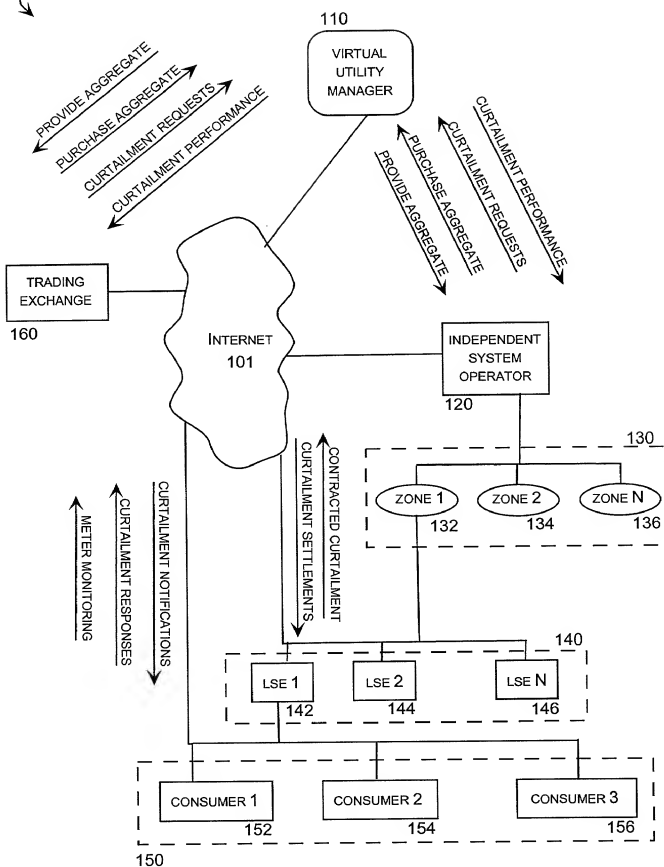 110
VIRTUAL
UTILITY
MANAGER
PROVIDE AGGREGATE
PURCHASE AGGREGATE
CURTAILMENT REQUESTS
CURTAILMENT PERFORMANCE
CURTAILMENT PERFORMANCE
CURTAILMENT REQUESTS
PURCHASE AGGREGATE
PROVIDE AGGREGATE
TRADING
EXCHANGE
160
INTERNET
101
INDEPENDENT
SYSTEM
OPERATOR
120
130
ZONE 1
132
ZONE 2
134
ZONE N
136
CONTRACTED CURTAILMENT
CURTAILMENT SETTLEMENTS
CURTAILMENT NOTIFICATIONS
CURTAILMENT RESPONSES
METER MONITORING
140
LSE 1
142
LSE 2
144
LSE N
146
CONSUMER 1
152
CONSUMER 2
154
CONSUMER 3
156
150